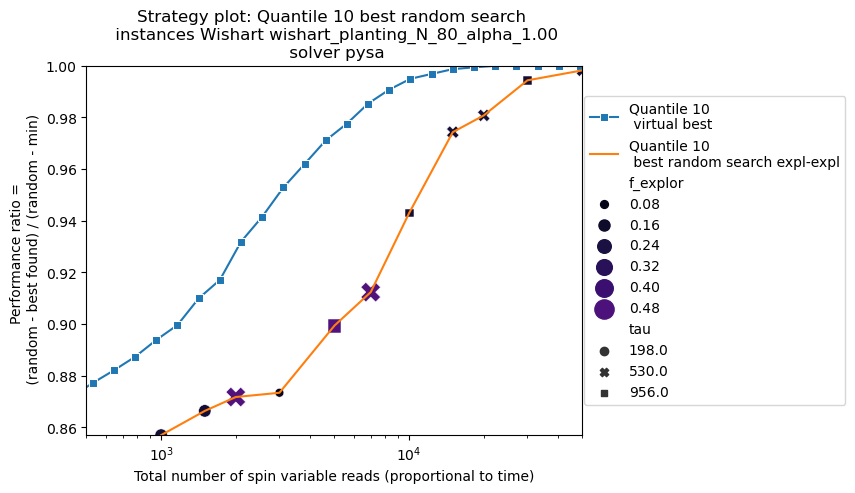 Strategy plot: Quantile 10 best random search
instances Wishart wishart_planting_N_80_alpha_1.00
solver pysa
1.00
0.98
0.96
0.94
0.92
0.90
0.88
0.86
Performance ratio =
(random - best found) / (random - min)
10^3
10^4
Total number of spin variable reads (proportional to time)
Quantile 10
virtual best
Quantile 10
best random search expl-expl
f_explor
0.08
0.16
0.24
0.32
0.40
0.48
tau
198.0
530.0
956.0